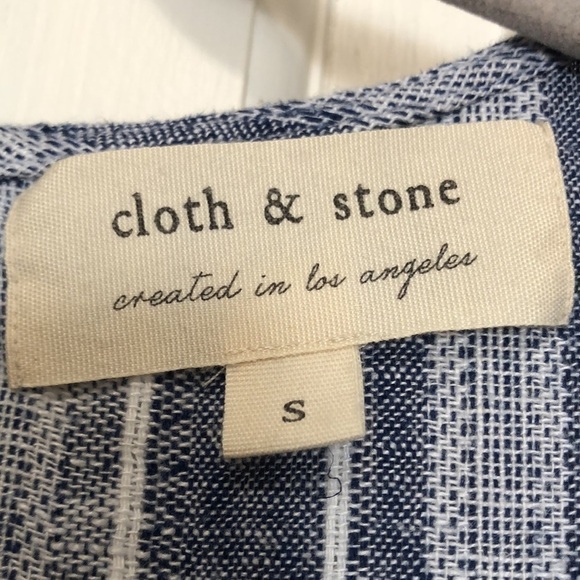 cloth & stone
created in los angeles
S